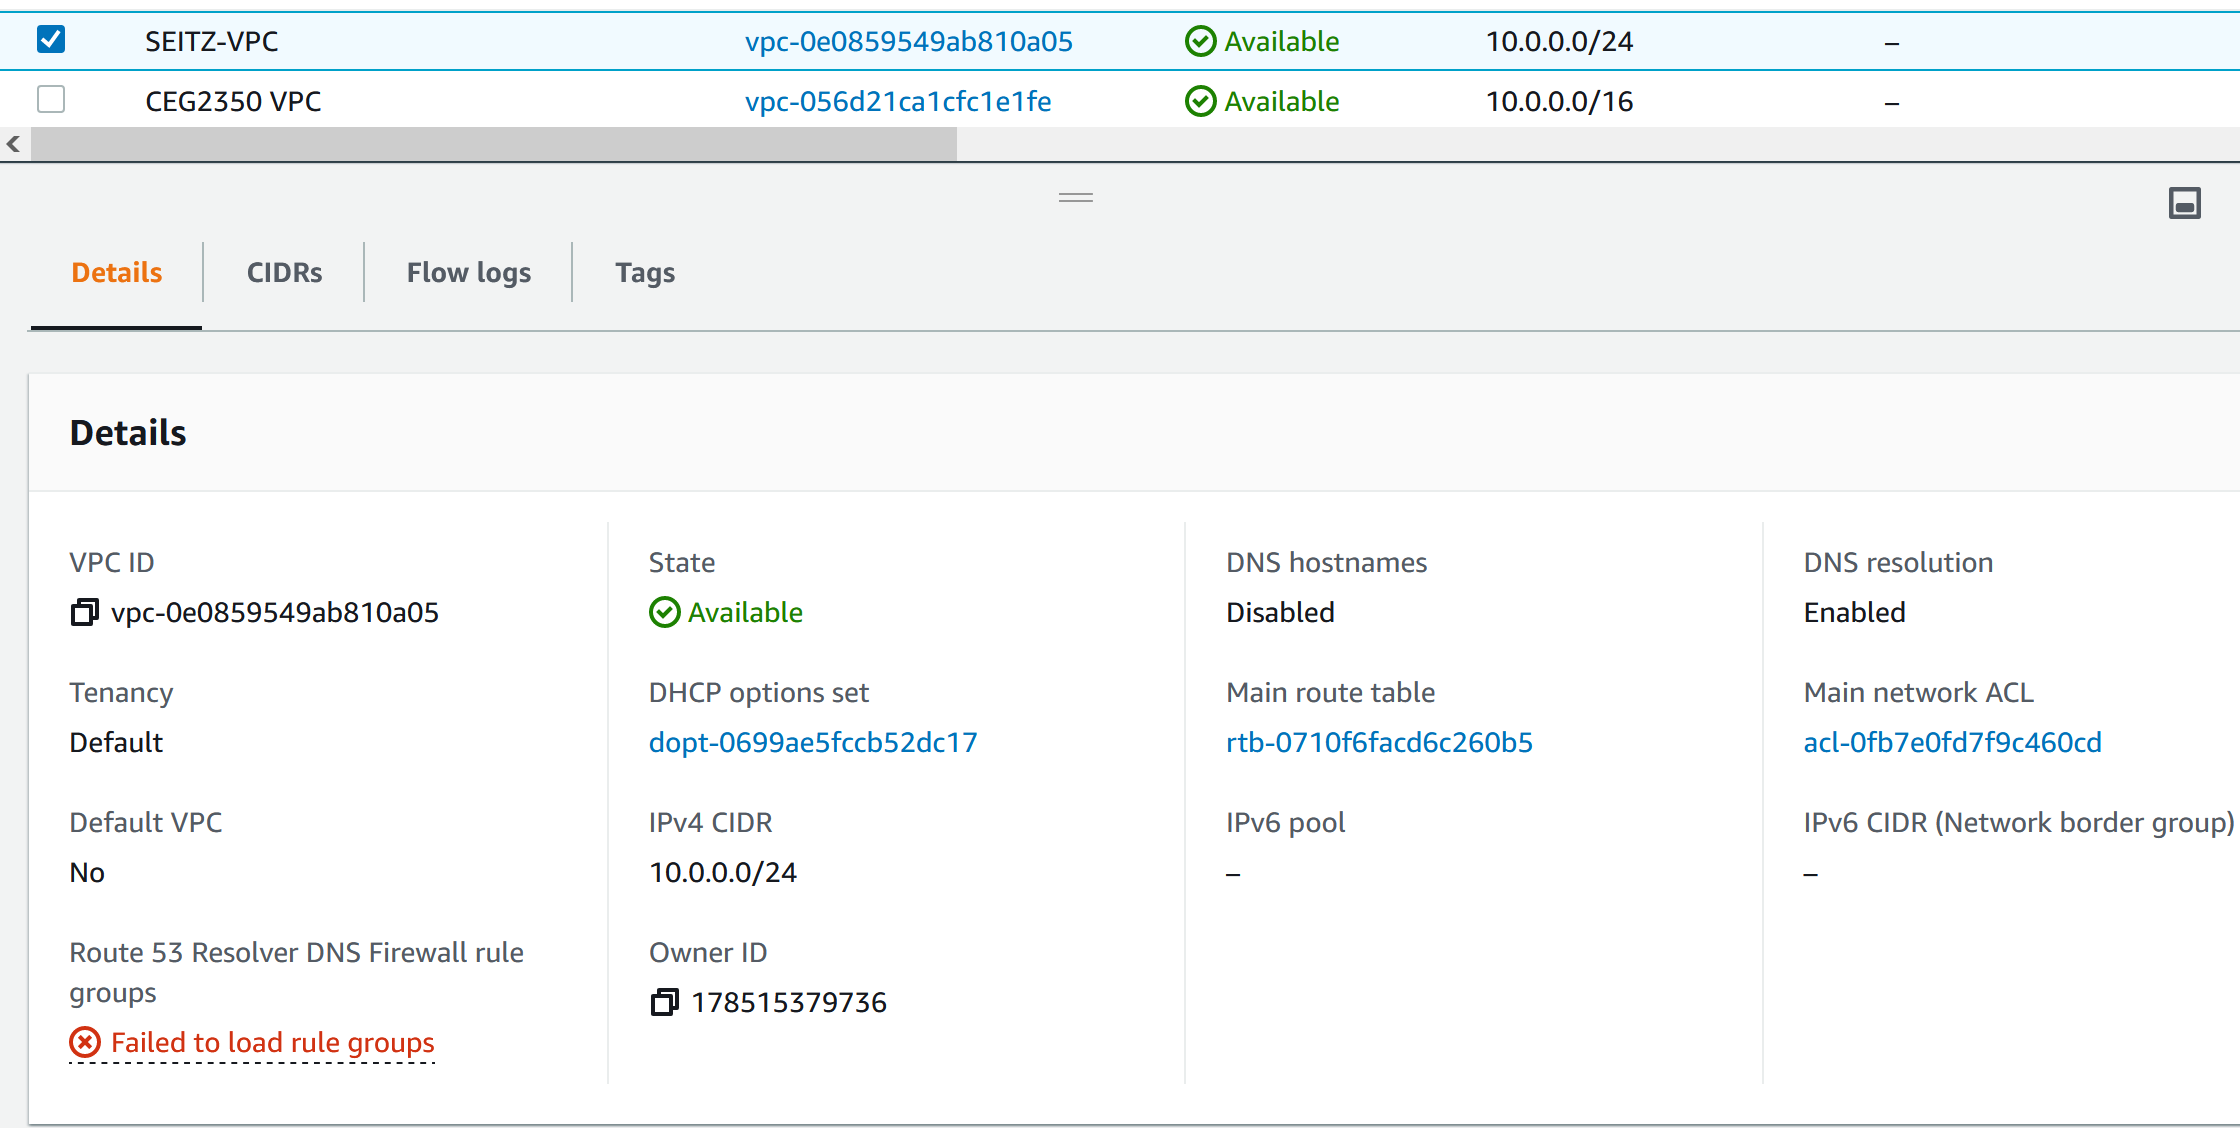 SEITZ-VPC vpc-0e0859549ab810a05 Available 10.0.0.0/24 –
CEG2350 VPC vpc-056d21ca1cfc1e1fe Available 10.0.0.0/16 –
Details CIDRs Flow logs Tags
Details
VPC ID State DNS hostnames DNS resolution
vpc-0e0859549ab810a05 Available Disabled Enabled
Tenancy DHCP options set Main route table Main network ACL
Default dopt-0699ae5fccb52dc17 rtb-0710f6facd6c260b5 acl-0fb7e0fd7f9c460cd
Default VPC IPv4 CIDR IPv6 pool IPv6 CIDR (Network border group)
No 10.0.0.0/24 – –
Route 53 Resolver DNS Firewall rule Owner ID
groups
178515379736
Failed to load rule groups